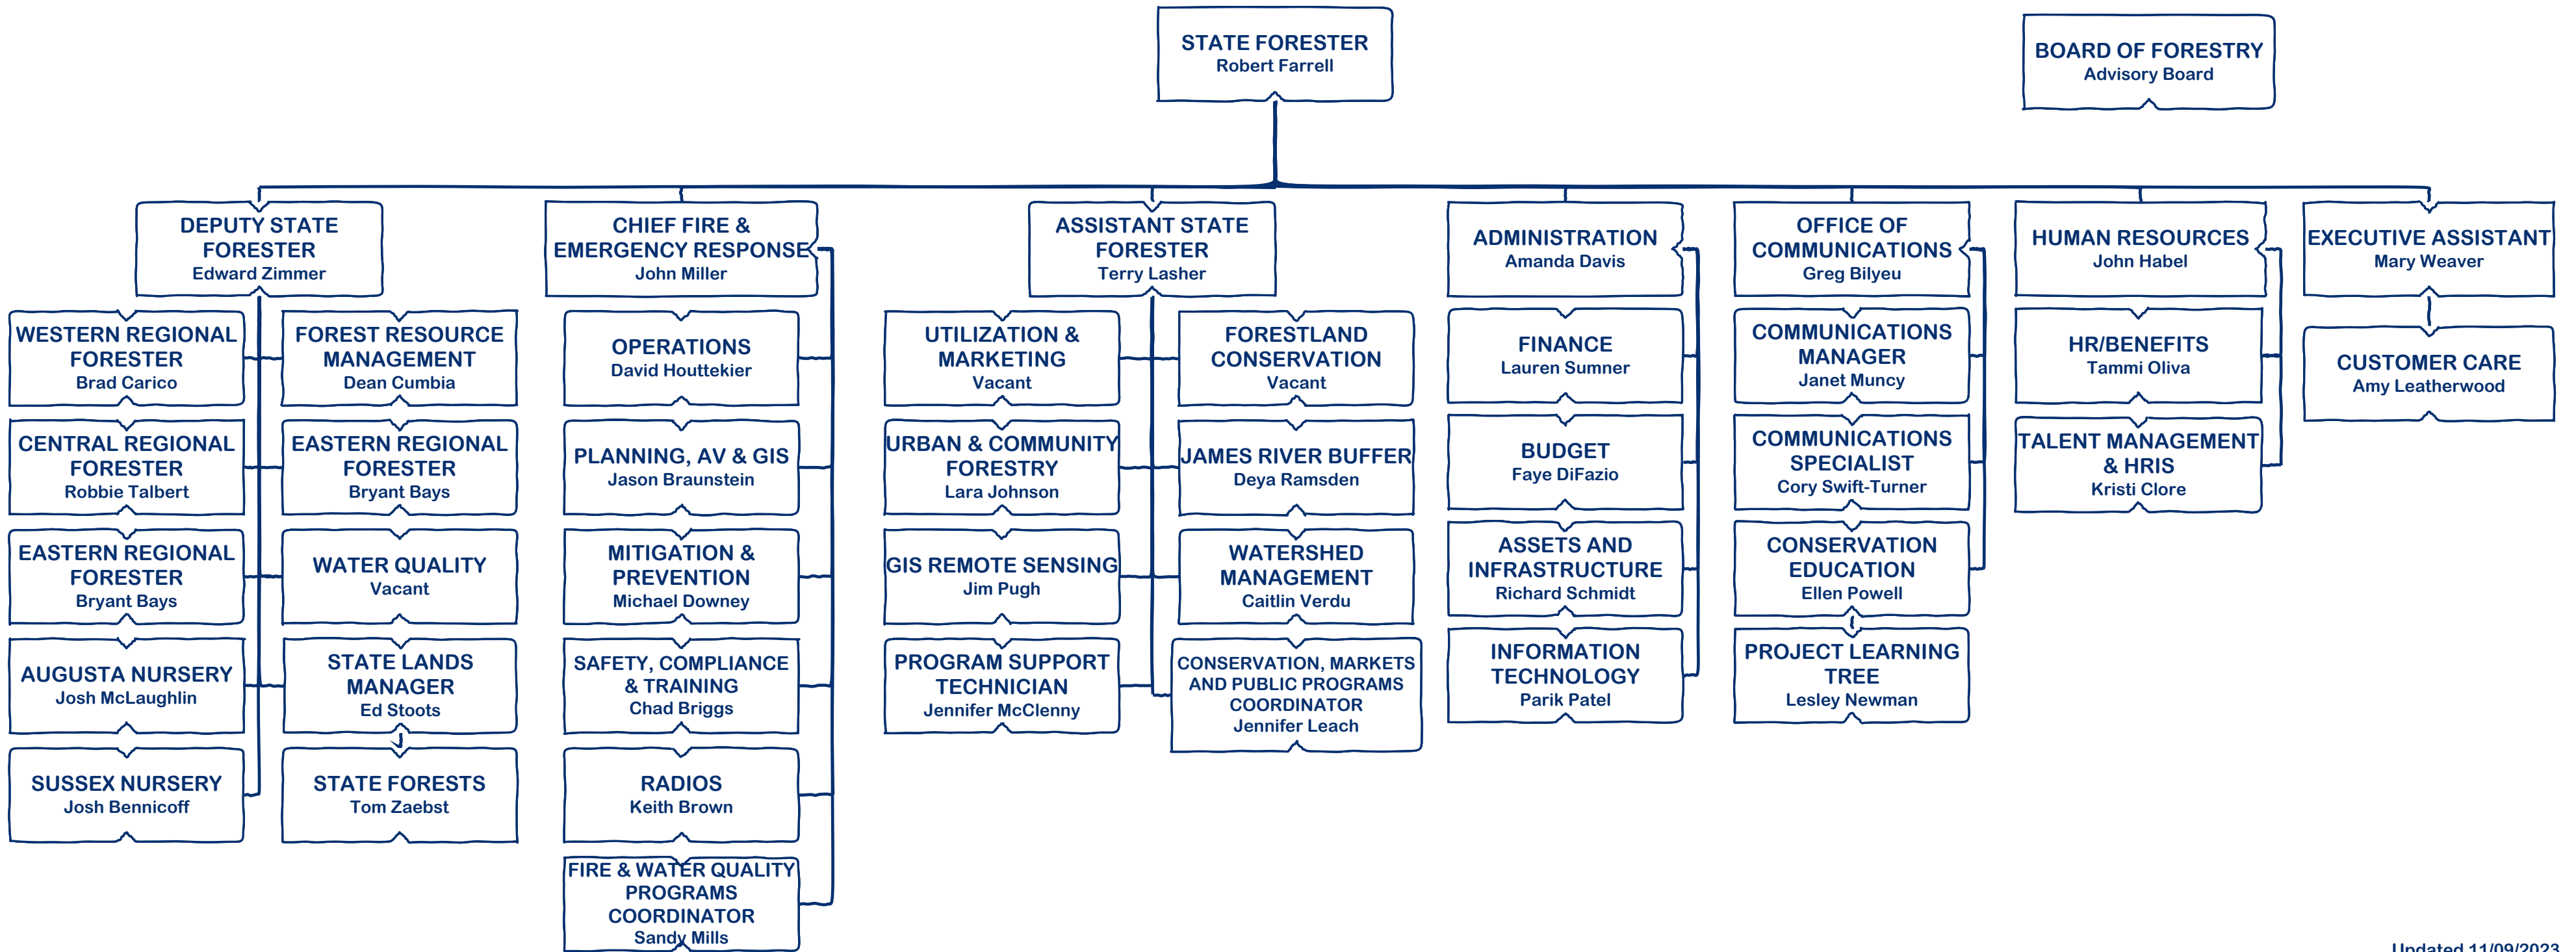 STATE FORESTER
Robert Farrell
BOARD OF FORESTRY
Advisory Board
DEPUTY STATE
FORESTER
Edward Zimmer
WESTERN REGIONAL
FORESTER
Brad Carico
FOREST RESOURCE
MANAGEMENT
Dean Cumbia
CENTRAL REGIONAL
FORESTER
Robbie Talbert
EASTERN REGIONAL
FORESTER
Bryant Bays
EASTERN REGIONAL
FORESTER
Bryant Bays
WATER QUALITY
Vacant
AUGUSTA NURSERY
Josh McLaughlin
STATE LANDS
MANAGER
Ed Stoots
SUSSEX NURSERY
Josh Bennicoff
STATE FORESTS
Tom Zaebst
CHIEF FIRE &
EMERGENCY RESPONSE
John Miller
OPERATIONS
David Houttekier
PLANNING, AV & GIS
Jason Braunstein
MITIGATION &
PREVENTION
Michael Downey
SAFETY, COMPLIANCE
& TRAINING
Chad Briggs
RADIOS
Keith Brown
FIRE & WATER QUALITY
PROGRAMS
COORDINATOR
Sandy Mills
ASSISTANT STATE
FORESTER
Terry Lasher
UTILIZATION &
MARKETING
Vacant
FORESTLAND
CONSERVATION
Vacant
URBAN & COMMUNITY
FORESTRY
Lara Johnson
JAMES RIVER BUFFER
Deya Ramsden
GIS REMOTE SENSING
Jim Pugh
WATERSHED
MANAGEMENT
Caitlin Verdu
PROGRAM SUPPORT
TECHNICIAN
Jennifer McClenny
CONSERVATION, MARKETS
AND PUBLIC PROGRAMS
COORDINATOR
Jennifer Leach
ADMINISTRATION
Amanda Davis
FINANCE
Lauren Sumner
BUDGET
Faye DiFazio
ASSETS AND
INFRASTRUCTURE
Richard Schmidt
INFORMATION
TECHNOLOGY
Parik Patel
OFFICE OF
COMMUNICATIONS
Greg Bilyeu
COMMUNICATIONS
MANAGER
Janet Muncy
COMMUNICATIONS
SPECIALIST
Cory Swift-Turner
CONSERVATION
EDUCATION
Ellen Powell
PROJECT LEARNING
TREE
Lesley Newman
HUMAN RESOURCES
John Habel
HR/BENEFITS
Tammi Oliva
TALENT MANAGEMENT
& HRIS
Kristi Clore
EXECUTIVE ASSISTANT
Mary Weaver
CUSTOMER CARE
Amy Leatherwood
Updated 11/09/2023